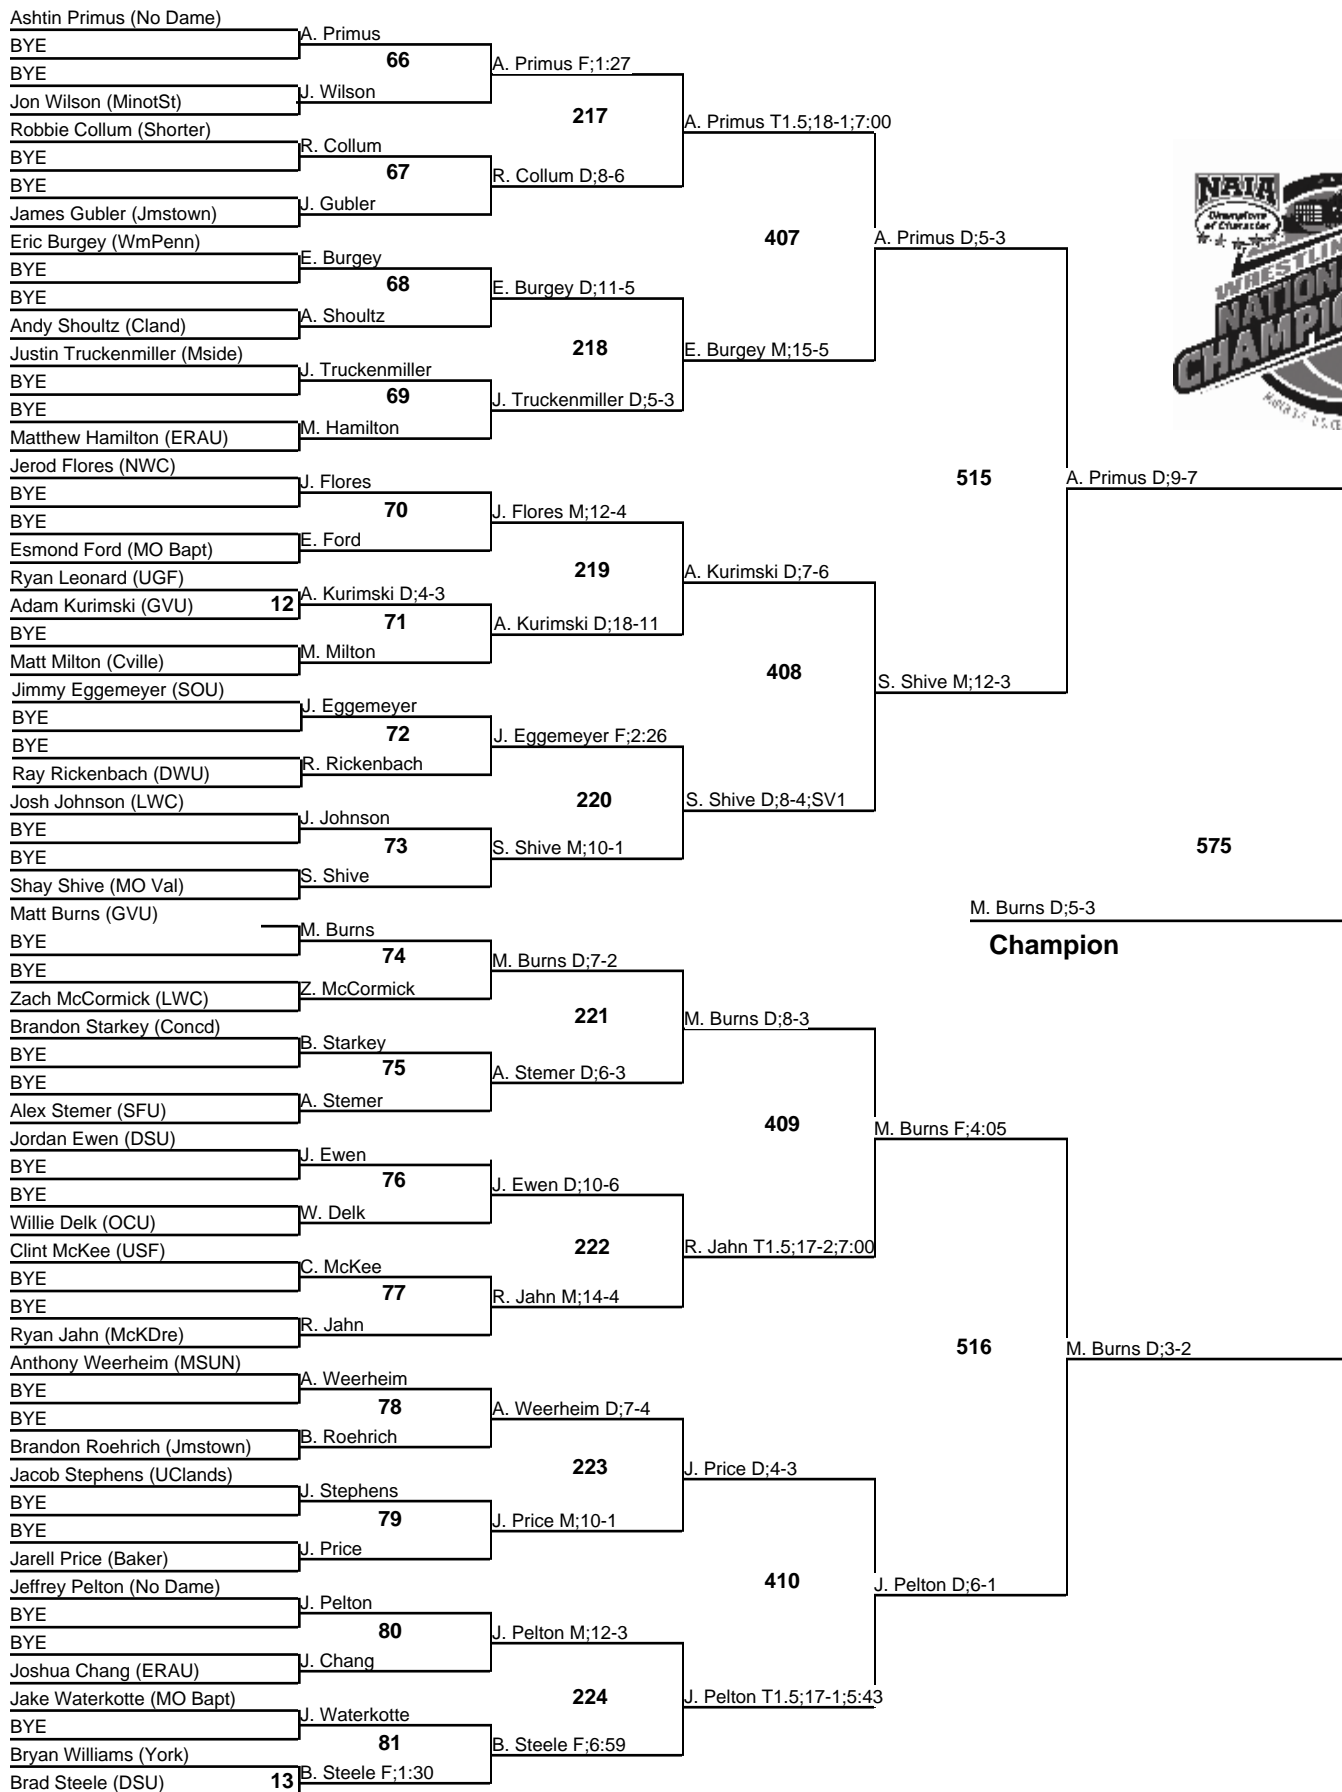 Ashtin Primus (No Dame)
BYE
BYE
Jon Wilson (MinotSt)
Robbie Collum (Shorter)
BYE
BYE
James Gubler (Jmstown)
Eric Burgey (WmPenn)
BYE
BYE
Andy Shoultz (Cland)
Justin Truckenmiller (Mside)
BYE
BYE
Matthew Hamilton (ERAU)
Jerod Flores (NWC)
BYE
BYE
Esmond Ford (MO Bapt)
Ryan Leonard (UGF)
Adam Kurimski (GVU) 12
BYE
Matt Milton (Cville)
Jimmy Eggemeyer (SOU)
BYE
BYE
Ray Rickenbach (DWU)
Josh Johnson (LWC)
BYE
BYE
Shay Shive (MO Val)
Matt Burns (GVU)
BYE
BYE
Zach McCormick (LWC)
Brandon Starkey (Concd)
BYE
BYE
Alex Stemer (SFU)
Jordan Ewen (DSU)
BYE
BYE
Willie Delk (OCU)
Clint McKee (USF)
BYE
BYE
Ryan Jahn (McKDre)
Anthony Weerheim (MSUN)
BYE
BYE
Brandon Roehrich (Jmstown)
Jacob Stephens (UClands)
BYE
BYE
Jarell Price (Baker)
Jeffrey Pelton (No Dame)
BYE
BYE
Joshua Chang (ERAU)
Jake Waterkotte (MO Bapt)
BYE
Bryan Williams (York)
Brad Steele (DSU) 13
A. Primus
66
J. Wilson
R. Collum
67
J. Gubler
E. Burgey
68
A. Shoultz
J. Truckenmiller
69
M. Hamilton
J. Flores
70
E. Ford
A. Kurimski D;4-3
71
M. Milton
J. Eggemeyer
72
R. Rickenbach
J. Johnson
73
S. Shive
M. Burns
74
Z. McCormick
B. Starkey
75
A. Stemer
J. Ewen
76
W. Delk
C. McKee
77
R. Jahn
A. Weerheim
78
B. Roehrich
J. Stephens
79
J. Price
J. Pelton
80
J. Chang
J. Waterkotte
81
B. Steele F;1:30
A. Primus F;1:27
217
R. Collum D;8-6
E. Burgey D;11-5
218
J. Truckenmiller D;5-3
J. Flores M;12-4
219
A. Kurimski D;18-11
J. Eggemeyer F;2:26
220
S. Shive M;10-1
M. Burns D;7-2
221
A. Stemer D;6-3
J. Ewen D;10-6
222
R. Jahn M;14-4
A. Weerheim D;7-4
223
J. Price M;10-1
J. Pelton M;12-3
224
B. Steele F;6:59
A. Primus T1.5;18-1;7:00
407
E. Burgey M;15-5
A. Kurimski D;7-6
408
S. Shive D;8-4;SV1
M. Burns D;8-3
409
R. Jahn T1.5;17-2;7:00
J. Price D;4-3
410
J. Pelton T1.5;17-1;5:43
A. Primus D;5-3
515
S. Shive M;12-3
M. Burns F;4:05
516
J. Pelton D;6-1
A. Primus D;9-7
575
M. Burns D;3-2
M. Burns D;5-3
Champion
NAIA
Champions
of Character
WRESTLIN
NATION
CHAMPIO